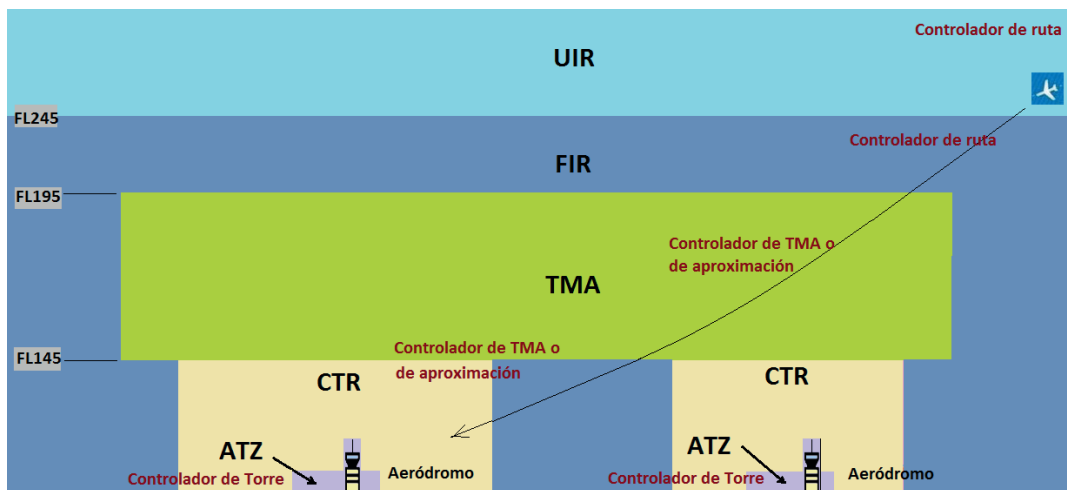 Controlador de ruta
UIR
FL245
Controlador de ruta
FIR
FL195
Controlador de TMA o
de aproximación
TMA
Controlador de TMA o
de aproximación
FL145
CTR
CTR
ATZ
Controlador de Torre
Aeródromo
ATZ
Controlador de Torre
Aeródromo